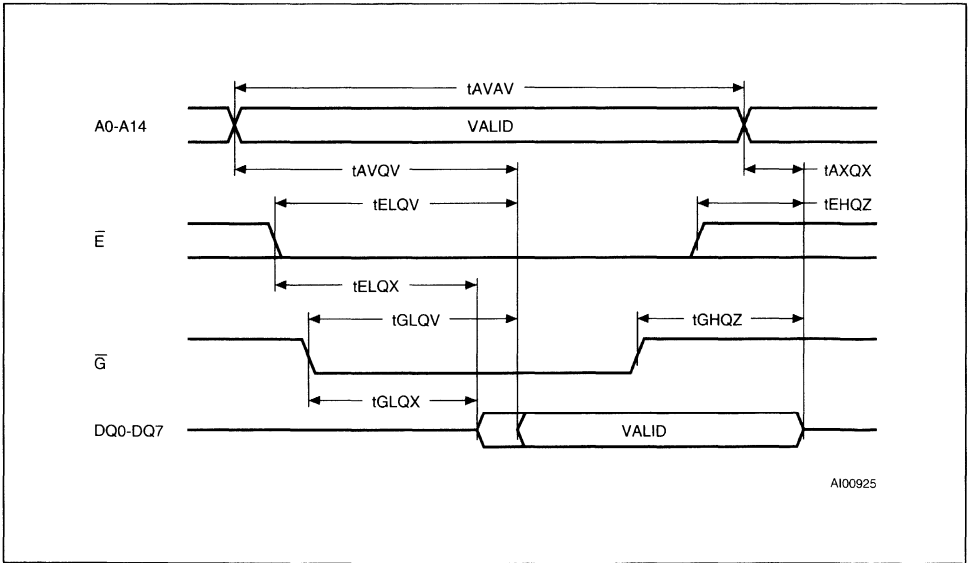 tAVAV
A0-A14 VALID
tAVQV tAXQX
tELQV tEHQZ
E̅
tELQX
tGLQV tGHQZ
G̅
tGLQX
DQ0-DQ7 VALID
AI00925